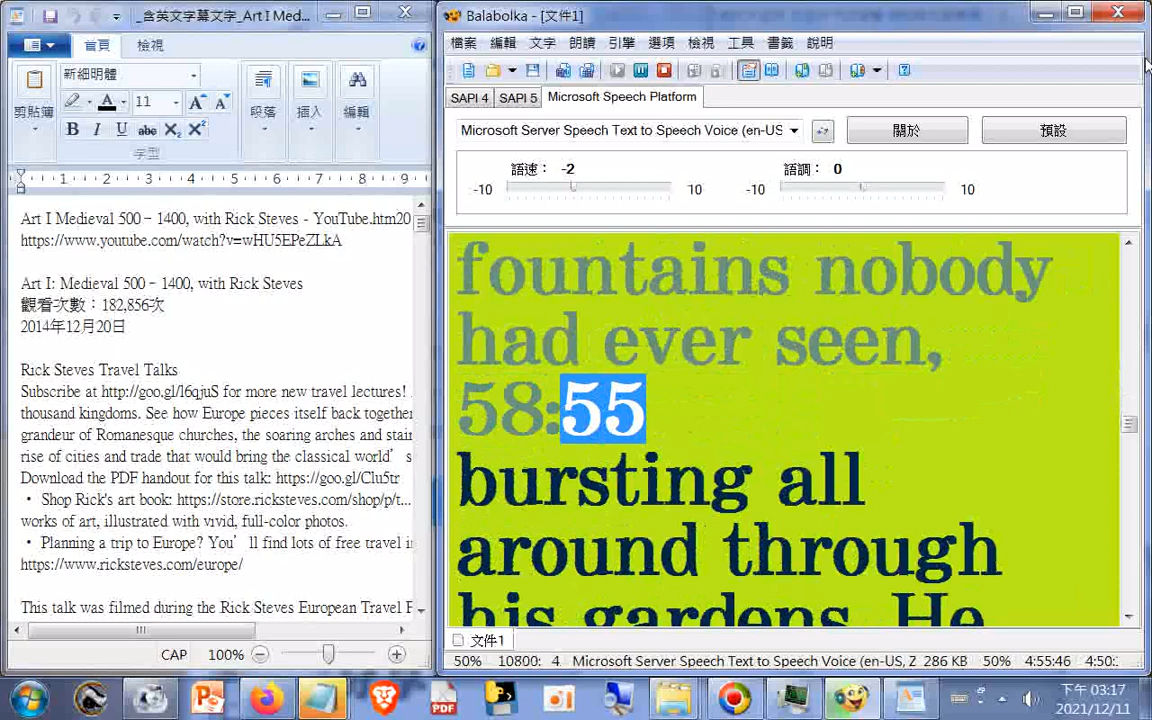 _含英文字幕文字_Art I Med...
首頁 檢視
剪貼簿
新細明體
11
字型
段落
插入
編輯
1 2 3 4 5 6 7 8 9
Art I Medieval 500–1400, with Rick Steves - YouTube.htm20
https://www.youtube.com/watch?v=wHU5EPeZLkA
Art I: Medieval 500–1400, with Rick Steves
觀看次數：182,856次
2014年12月20日
Rick Steves Travel Talks
Subscribe at http://goo.gl/l6qjuS for more new travel lectures!
thousand kingdoms. See how Europe pieces itself back together
grandeur of Romanesque churches, the soaring arches and stain
rise of cities and trade that would bring the classical world’s
Download the PDF handout for this talk: https://goo.gl/Clu5tr
• Shop Rick's art book: https://store.ricksteves.com/shop/p/t...
works of art, illustrated with vivid, full-color photos.
• Planning a trip to Europe? You’ll find lots of free travel i
https://www.ricksteves.com/europe/
This talk was filmed during the Rick Steves European Travel F
CAP 100%
Balabolka - [文件1]
檔案 編輯 文字 朗讀 引擎 選項 檢視 工具 書籤 說明
SAPI 4 SAPI 5 Microsoft Speech Platform
Microsoft Server Speech Text to Speech Voice (en-US
關於 預設
語速： -2 語調： 0
-10 10 -10 10
fountains nobody
had ever seen,
58:55
bursting all
around through
his gardens. He
文件1
50% 10800: 4. Microsoft Server Speech Text to Speech Voice (en-US, Z 286 KB 50% 4:55:46 4:50:
下午 03:17
2021/12/11